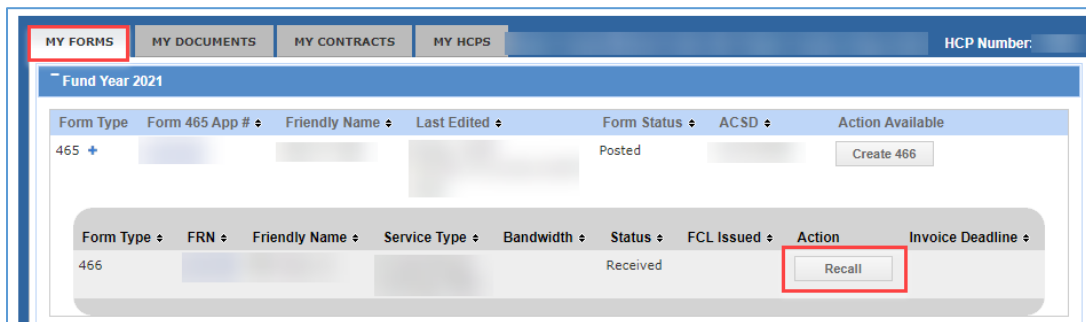 MY FORMS MY DOCUMENTS MY CONTRACTS MY HCPS HCP Number:
Fund Year 2021
Form Type Form 465 App # Friendly Name Last Edited Form Status ACSD Action Available
465 + Posted Create 466
Form Type FRN Friendly Name Service Type Bandwidth Status FCL Issued Action Invoice Deadline
466 Received Recall